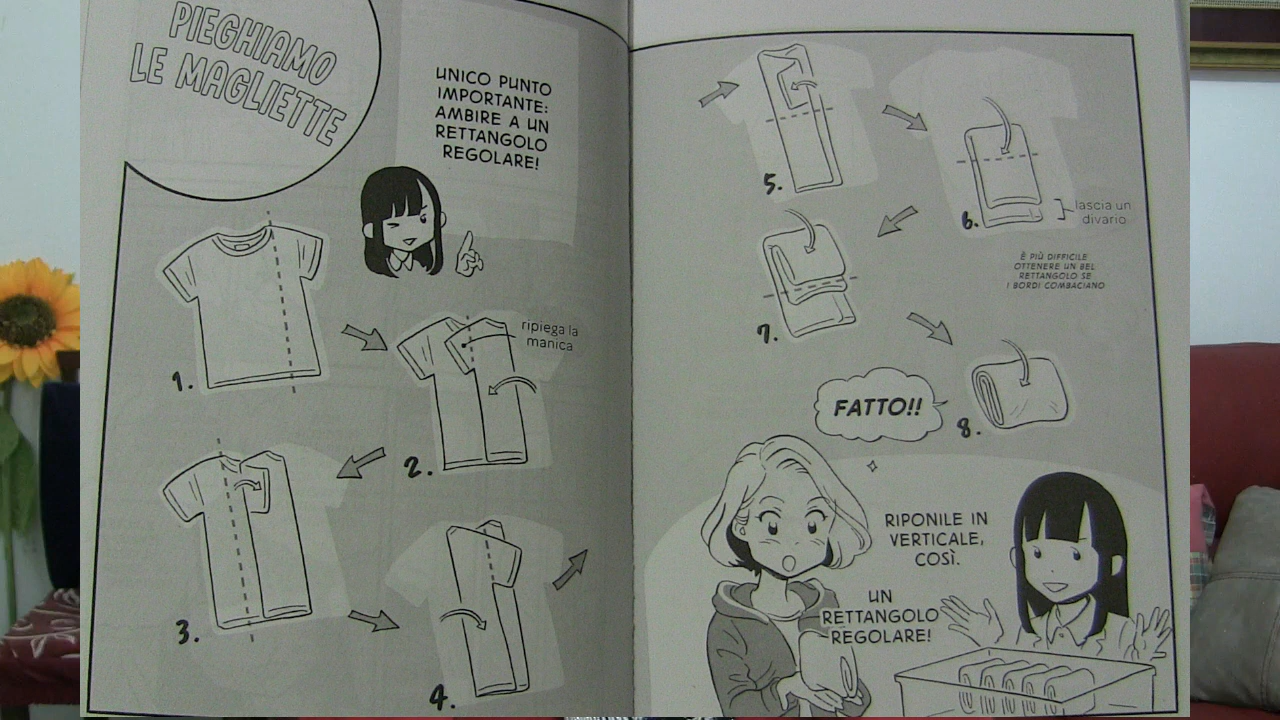 PIEGHIAMO
LE MAGLIETTE
UNICO PUNTO
IMPORTANTE:
AMBIRE A UN
RETTANGOLO
REGOLARE!
1.
ripiega la
manica
2.
3.
4.
5.
6.
lascia un
divario
È PIÙ DIFFICILE
OTTENERE UN BEL
RETTANGOLO SE
I BORDI COMBACIANO
7.
FATTO!!
8.
RIPONILE IN
VERTICALE,
COSÌ.
UN
RETTANGOLO
REGOLARE!